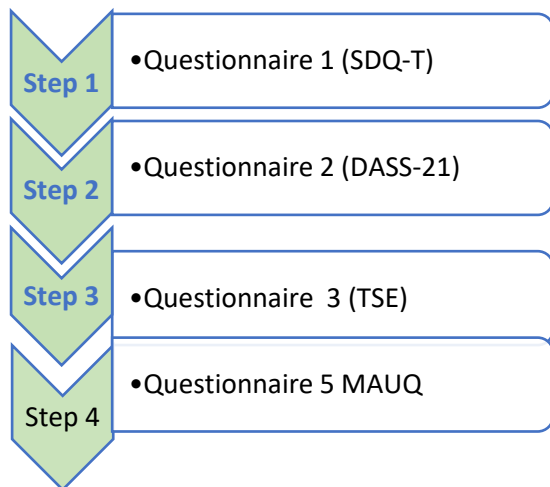 Step 1
•Questionnaire 1 (SDQ-T)
Step 2
•Questionnaire 2 (DASS-21)
Step 3
•Questionnaire  3 (TSE)
Step 4
•Questionnaire 5 MAUQ